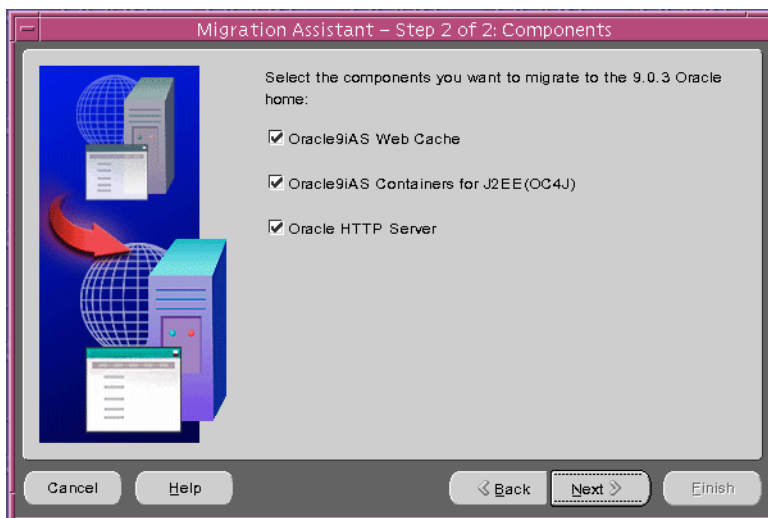 Migration Assistant – Step 2 of 2: Components
Select the components you want to migrate to the 9.0.3 Oracle
home:
Oracle9iAS Web Cache
Oracle9iAS Containers for J2EE(OC4J)
Oracle HTTP Server
Cancel
Help
Back
Next
Finish